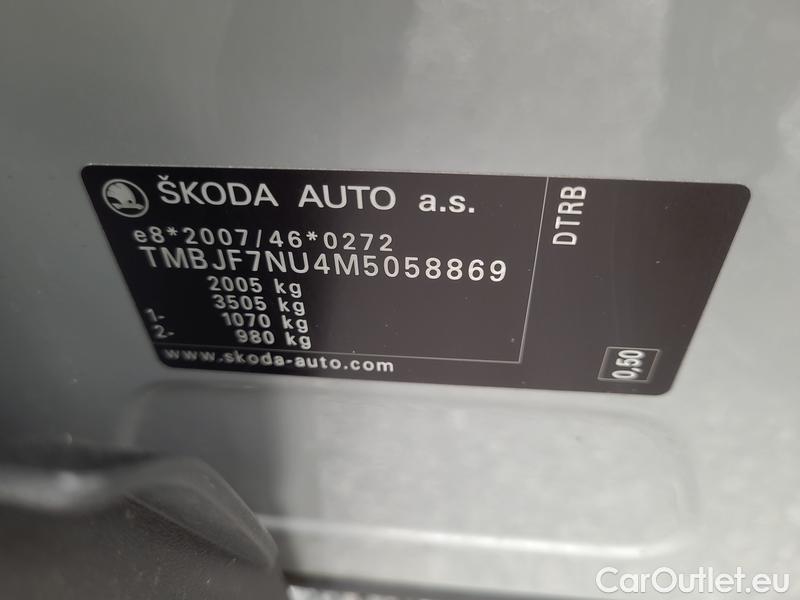 ŠKODA AUTO a.s.
e8*2007/46*0272
TMBJF7NU4M5058869
2005 kg
3505 kg
1- 1070 kg
2- 980 kg
www.skoda-auto.com
DTRB
0,50
CarOutlet.eu